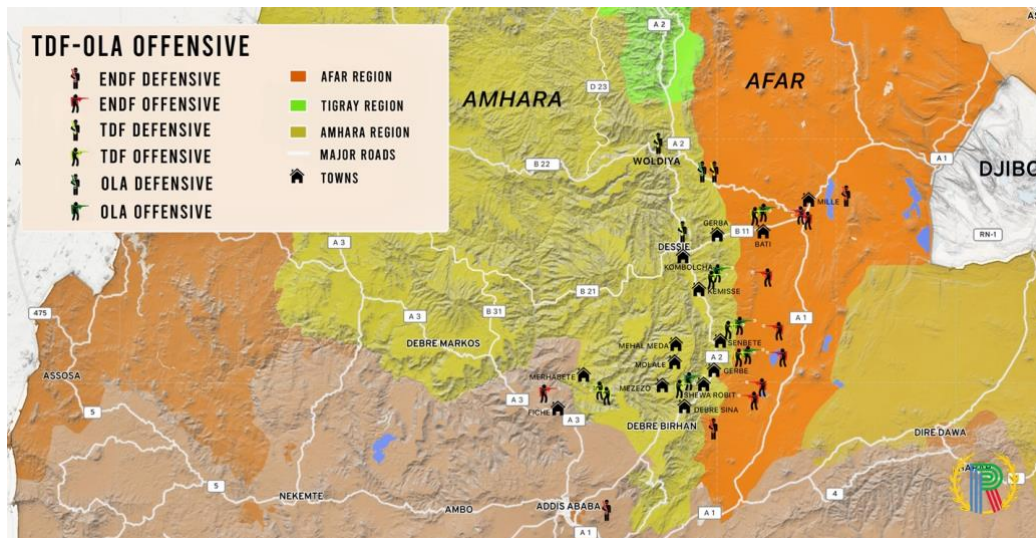 TDF-OLA OFFENSIVE
ENDF DEFENSIVE
ENDF OFFENSIVE
TDF DEFENSIVE
TDF OFFENSIVE
OLA DEFENSIVE
OLA OFFENSIVE
AFAR REGION
TIGRAY REGION
AMHARA REGION
MAJOR ROADS
TOWNS
A 2
D 23
AMHARA
AFAR
A 2
WOLDIYA
B 22
A 1
DJIBO
MILLE
GERBA
B 11
BATI
RN-1
A 3
DESSIE
KOMBOLCHA
KEMISSE
B 21
475
A 3
B 31
A 1
DEBRE MARKOS
MEHAL MEDA
SENBETE
A 2
MOLALE
GERBE
ASSOSA
MERHABETE
MEZEZO
SHEWA ROBIT
A 3
FICHE
DEBRE SINA
5
A 3
DEBRE BIRHAN
DIRE DAWA
5
NEKEMTE
4
AMBO
ADDIS ABABA
A 1
A 1